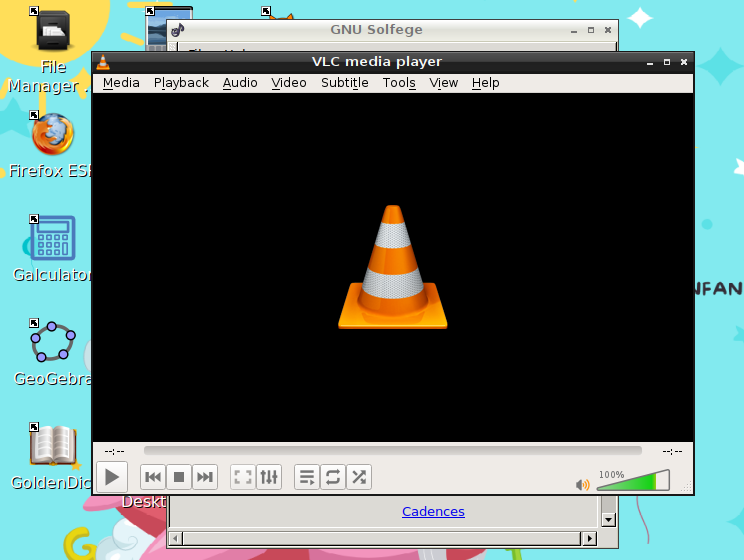 GNU Solfege
VLC media player
Media Playback Audio Video Subtitle Tools View Help
File
Manager .
Firefox ES
Galculator
GeoGebra
GoldenDic
NFAN
--:-- --:--
100%
Deskt
Cadences